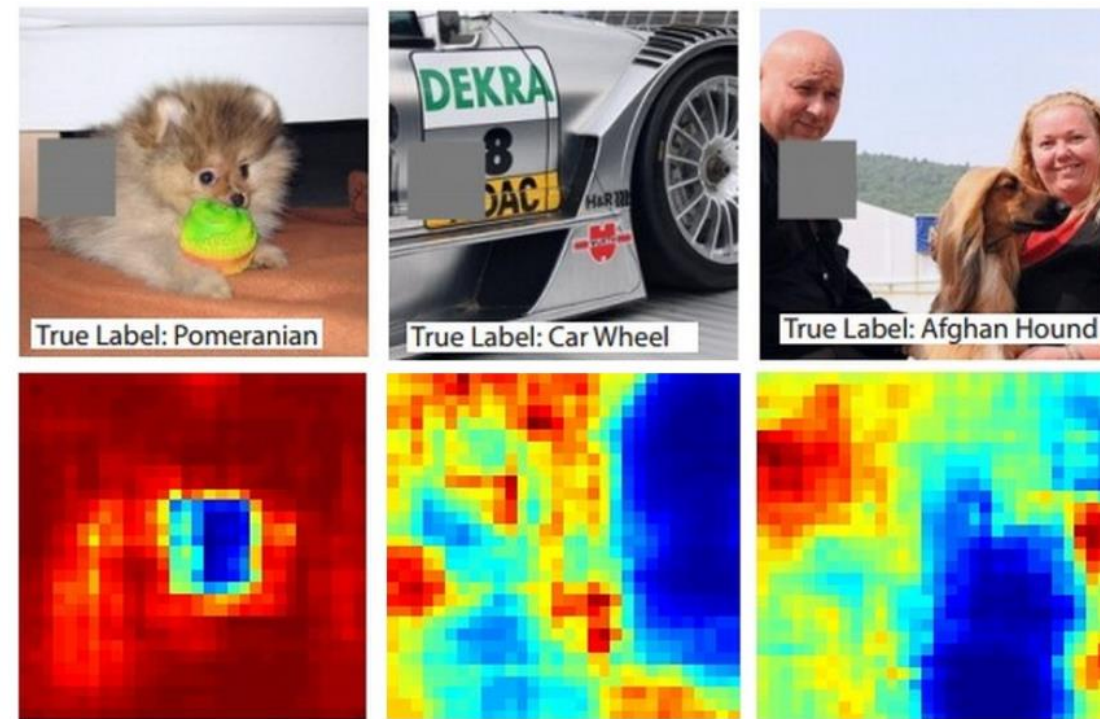 DEKRA
8
DAC
H&R
True Label: Pomeranian
True Label: Car Wheel
True Label: Afghan Hound